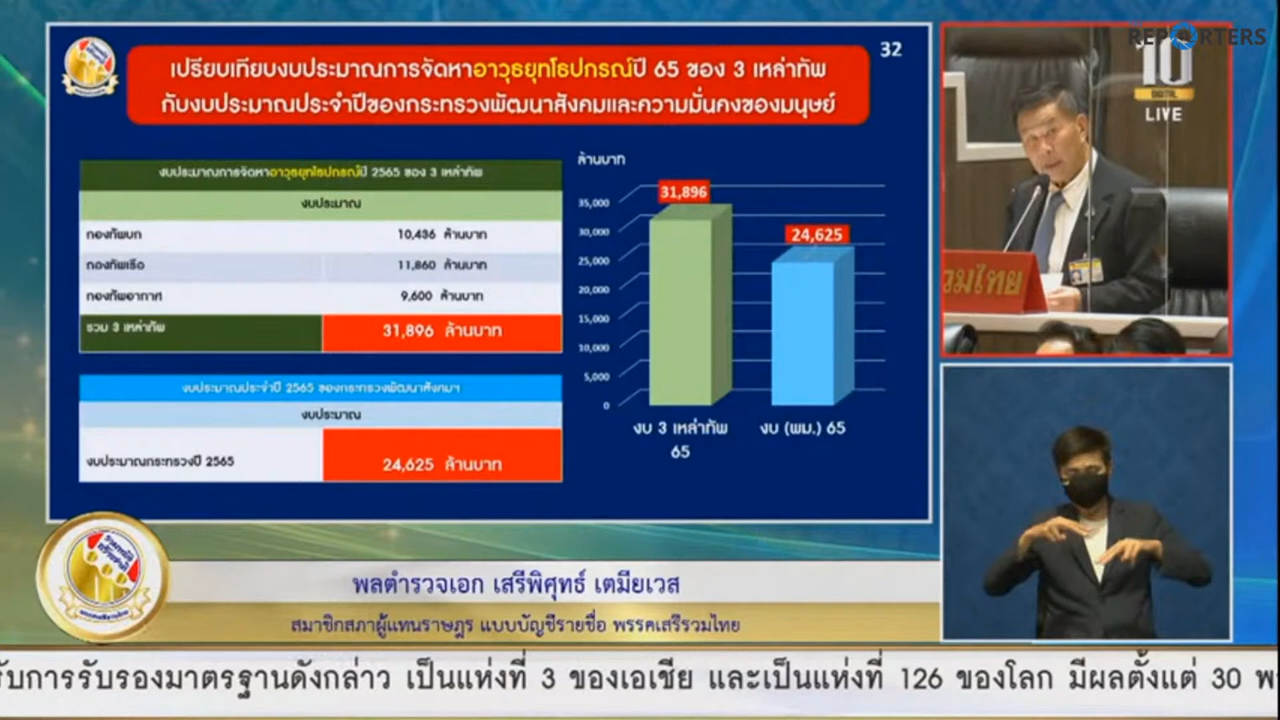 32
เปรียบเทียบงบประมาณการจัดหาอาวุธยุทโธปกรณ์ปี 65 ของ 3 เหล่าทัพ
กับงบประมาณประจำปีของกระทรวงพัฒนาสังคมและความมั่นคงของมนุษย์
งบประมาณการจัดหาอาวุธยุทโธปกรณ์ปี 2565 ของ 3 เหล่าทัพ
งบประมาณ
กองทัพบก 10,436 ล้านบาท
กองทัพเรือ 11,860 ล้านบาท
กองทัพอากาศ 9,600 ล้านบาท
รวม 3 เหล่าทัพ 31,896 ล้านบาท
งบประมาณประจำปี 2565 ของกระทรวงพัฒนาสังคมฯ
งบประมาณ
งบประมาณกระทรวงปี 2565 24,625 ล้านบาท
ล้านบาท
35,000
30,000
25,000
20,000
15,000
10,000
5,000
0
31,896
24,625
งบ 3 เหล่าทัพ
65
งบ (พม.) 65
REPORTERS
10
DIGITAL
LIVE
รวมไทย
พลตำรวจเอก เสรีพิศุทธ์ เตมียเวส
สมาชิกสภาผู้แทนราษฎร แบบบัญชีรายชื่อ พรรคเสรีรวมไทย
รับการรับรองมาตรฐานดังกล่าว เป็นแห่งที่ 3 ของเอเชีย และเป็นแห่งที่ 126 ของโลก มีผลตั้งแต่ 30